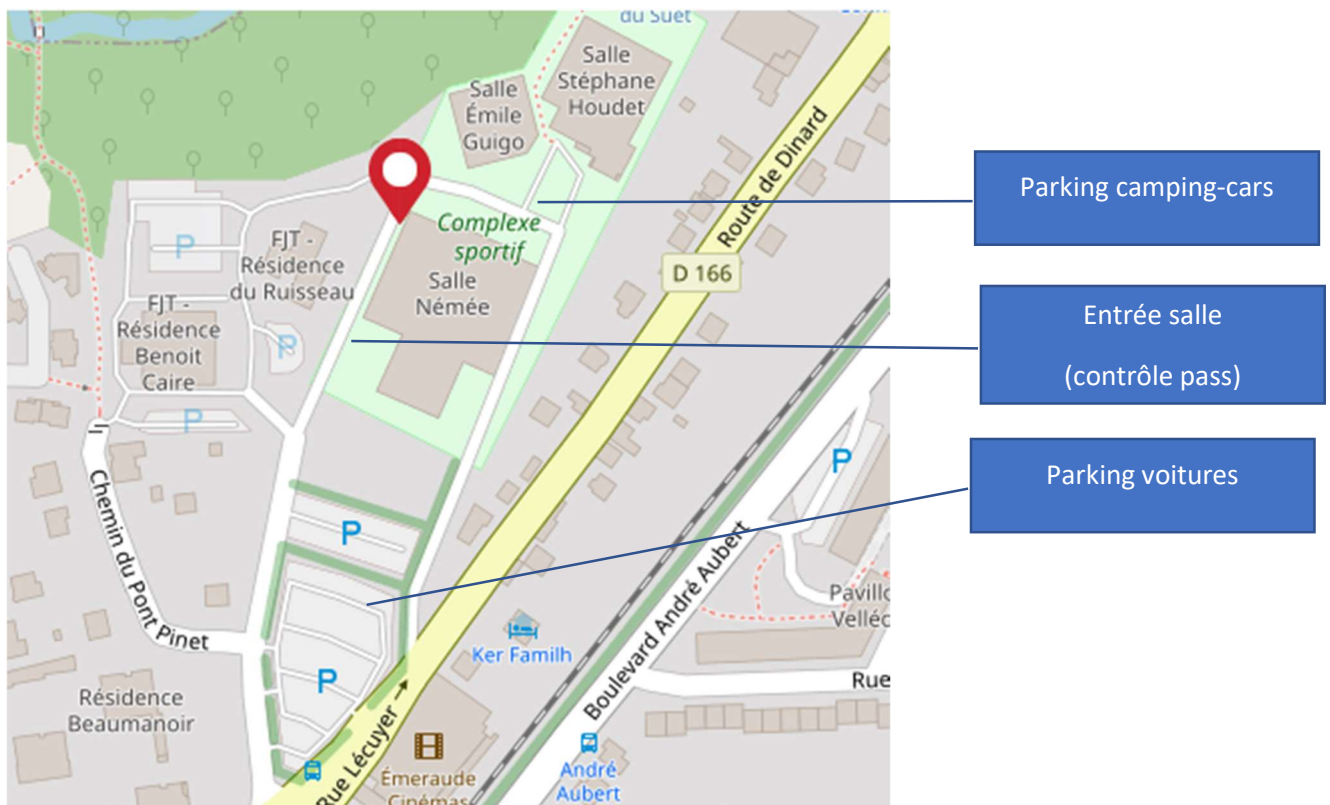 du Suet
Salle
Stéphane
Houdet
Salle
Émile
Guigo
Route de Dinard
Complexe
sportif
FJT -
Résidence
du Ruisseau
Salle
Némée
D 166
P
FJT -
Résidence
Benoit
Caire
P
P
P
P
P
Chemin du Pont Pinet
Boulevard André Aubert
Ker Familh
Résidence
Beaumanoir
Rue
Rue Lécuyer
Émeraude
Cinémas
André
Aubert
Parking camping-cars
Entrée salle
(contrôle pass)
Parking voitures